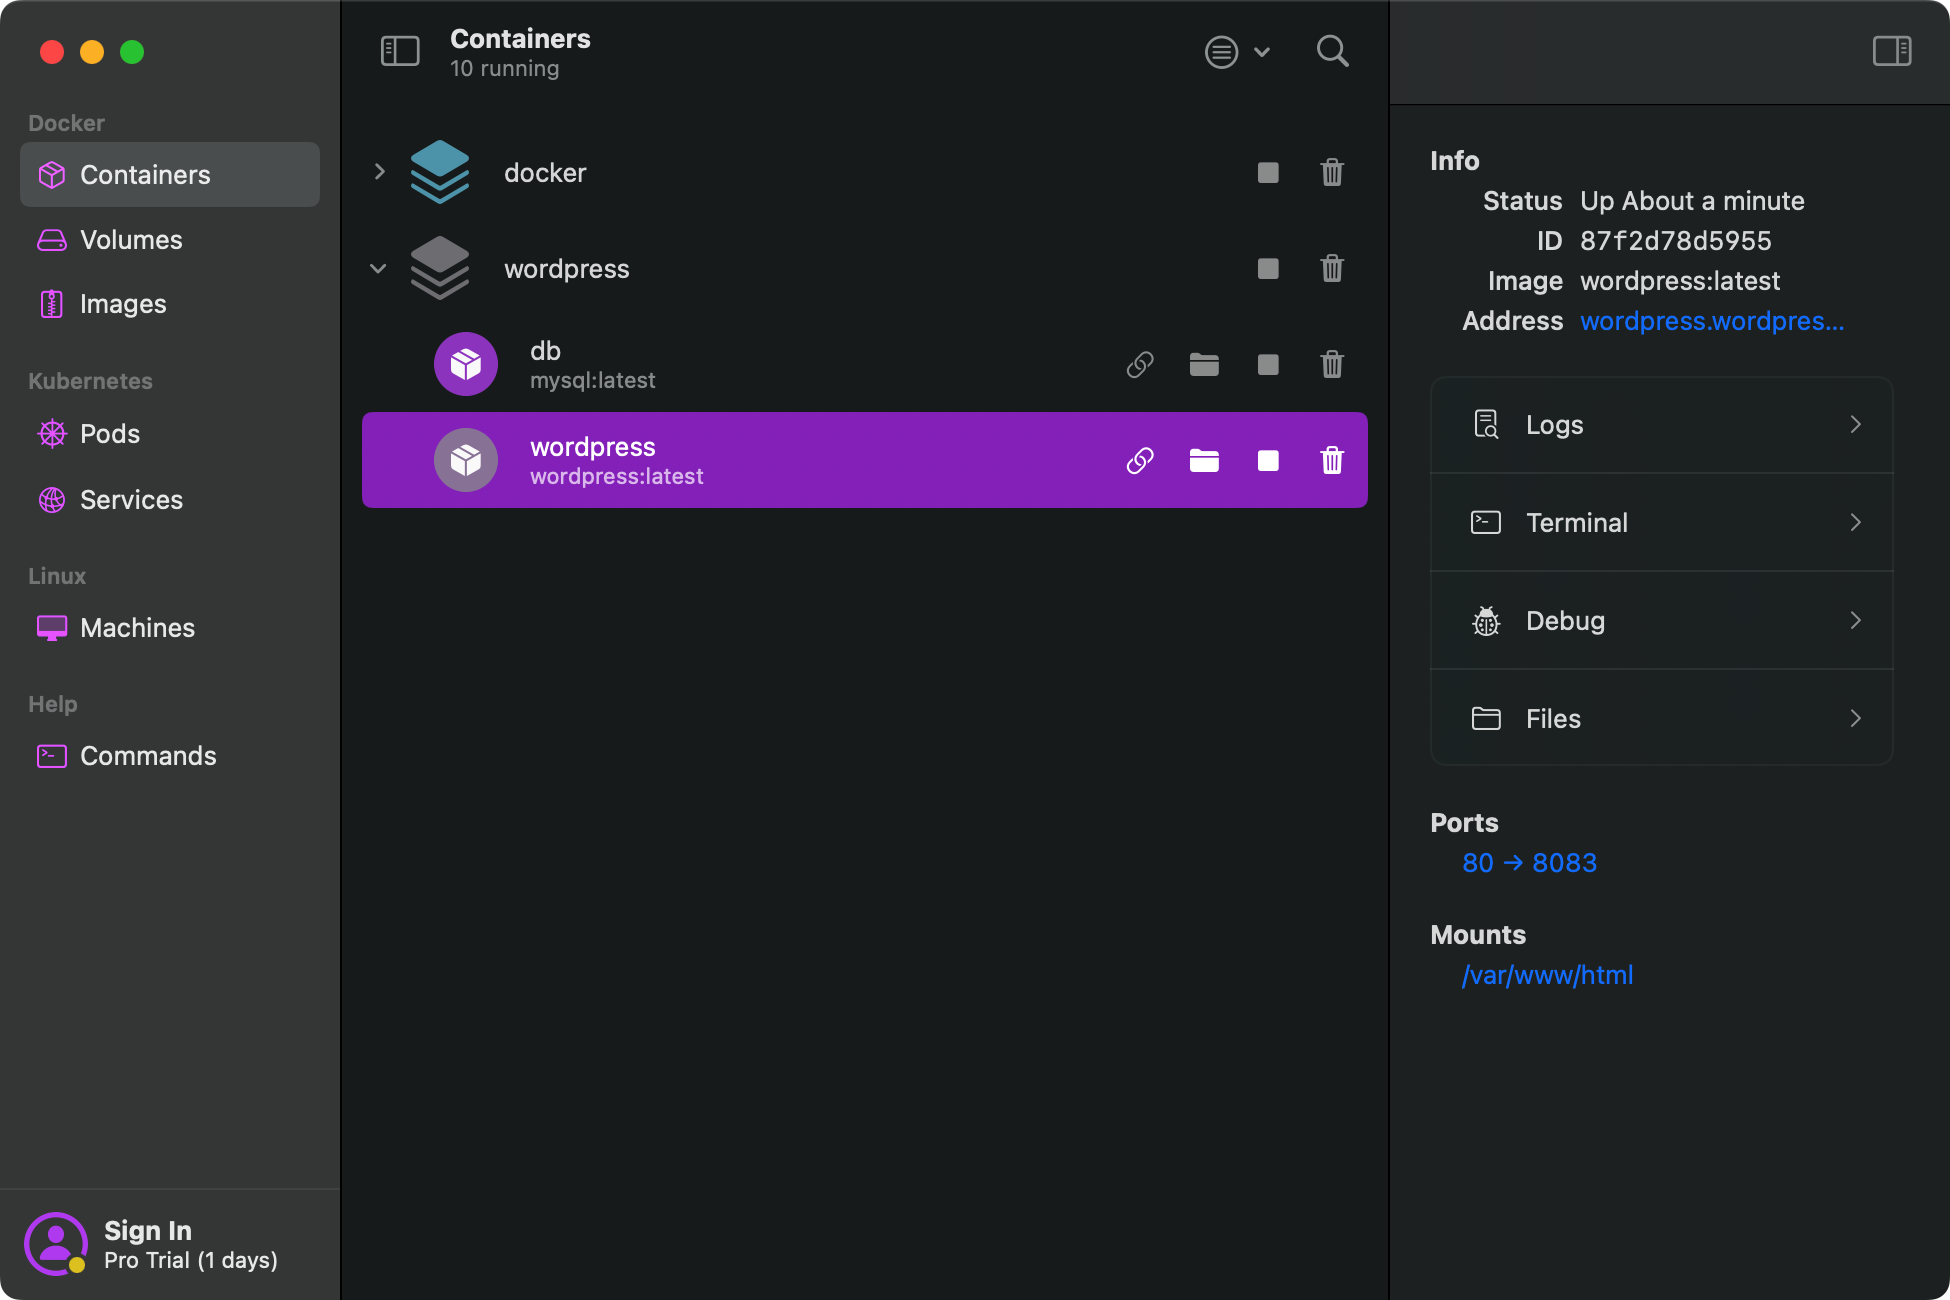 Docker
Containers
Volumes
Images
Kubernetes
Pods
Services
Linux
Machines
Help
Commands
Sign In
Pro Trial (1 days)
Containers
10 running
docker
wordpress
db
mysql:latest
wordpress
wordpress:latest
Info
Status Up About a minute
ID 87f2d78d5955
Image wordpress:latest
Address wordpress.wordpres...
Logs
Terminal
Debug
Files
Ports
80 → 8083
Mounts
/var/www/html